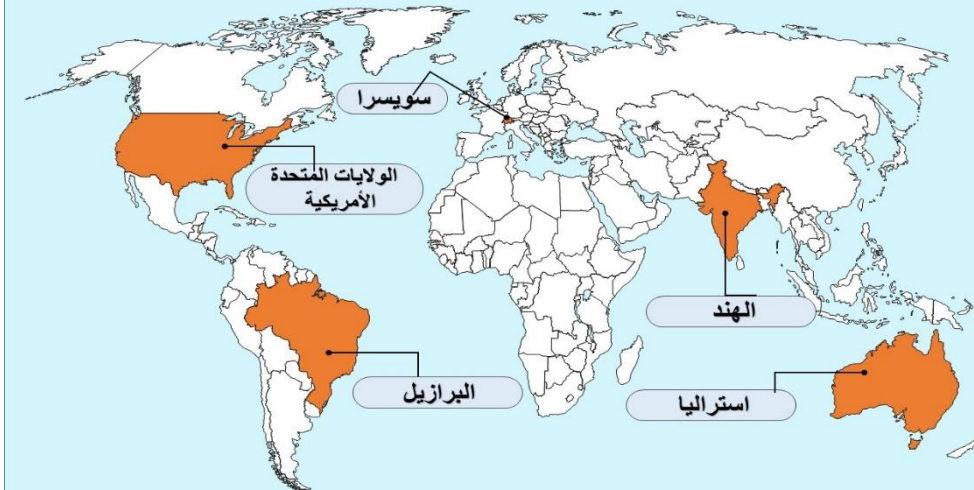 سويسرا
الولايات المتحدة
الأمريكية
الهند
البرازيل
استراليا